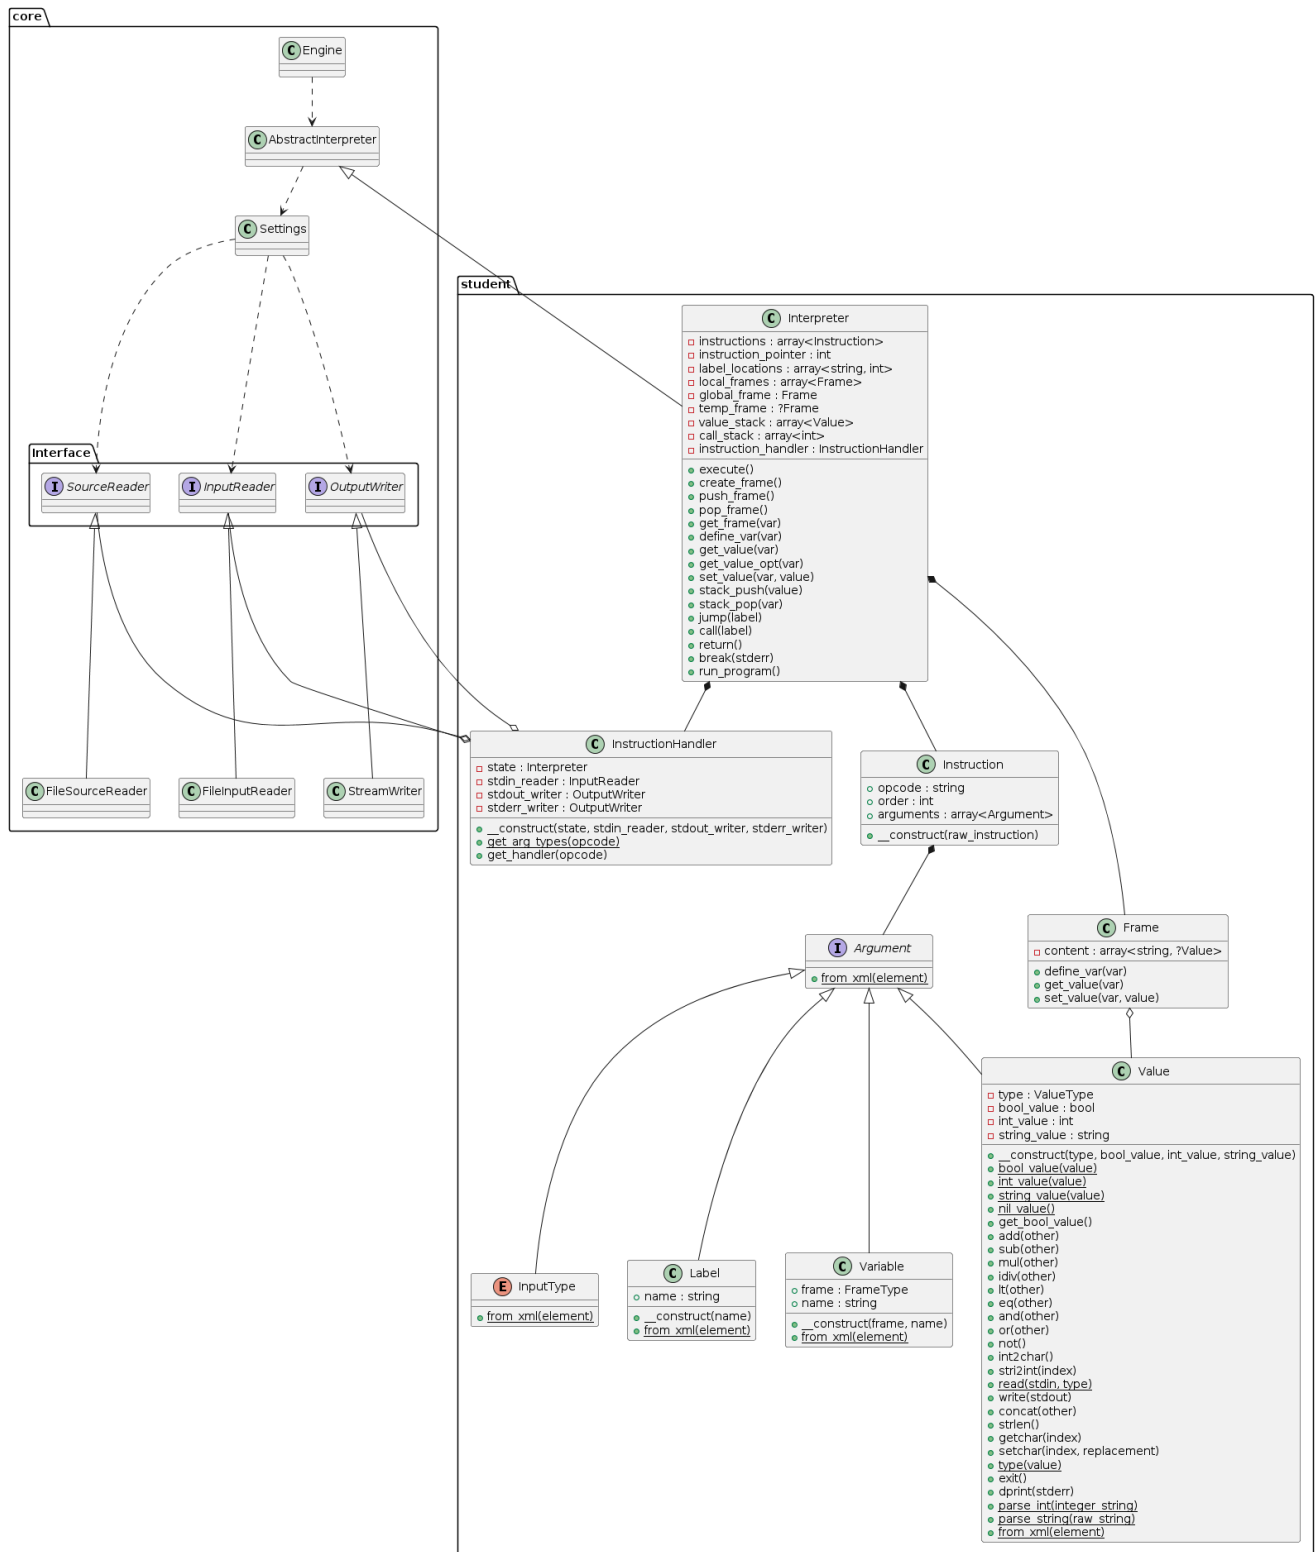 core
C Engine
C AbstractInterpreter
C Settings
student
C Interpreter
instructions : array<Instruction>
instruction_pointer : int
label_locations : array<string, int>
local_frames : array<Frame>
global_frame : Frame
temp_frame : ?Frame
value_stack : array<Value>
call_stack : array<int>
instruction_handler : InstructionHandler
execute()
create_frame()
push_frame()
pop_frame()
get_frame(var)
define_var(var)
get_value(var)
get_value_opt(var)
set_value(var, value)
stack_push(value)
stack_pop(var)
jump(label)
call(label)
return()
break(stderr)
run_program()
Interface
I SourceReader
I InputReader
I OutputWriter
C FileSourceReader
C FileInputReader
C StreamWriter
C InstructionHandler
state : Interpreter
stdin_reader : InputReader
stdout_writer : OutputWriter
stderr_writer : OutputWriter
__construct(state, stdin_reader, stdout_writer, stderr_writer)
get_arg_types(opcode)
get_handler(opcode)
C Instruction
opcode : string
order : int
arguments : array<Argument>
__construct(raw_instruction)
I Argument
from_xml(element)
C Frame
content : array<string, ?Value>
define_var(var)
get_value(var)
set_value(var, value)
E InputType
from_xml(element)
C Label
name : string
__construct(name)
from_xml(element)
C Variable
frame : FrameType
name : string
__construct(frame, name)
from_xml(element)
C Value
type : ValueType
bool_value : bool
int_value : int
string_value : string
__construct(type, bool_value, int_value, string_value)
bool_value(value)
int_value(value)
string_value(value)
nil_value()
get_bool_value()
add(other)
sub(other)
mul(other)
idiv(other)
lt(other)
eq(other)
and(other)
or(other)
not()
int2char()
stri2int(index)
read(stdin, type)
write(stdout)
concat(other)
strlen()
getchar(index)
setchar(index, replacement)
type(value)
exit()
dprint(stderr)
parse_int(integer_string)
parse_string(raw_string)
from_xml(element)